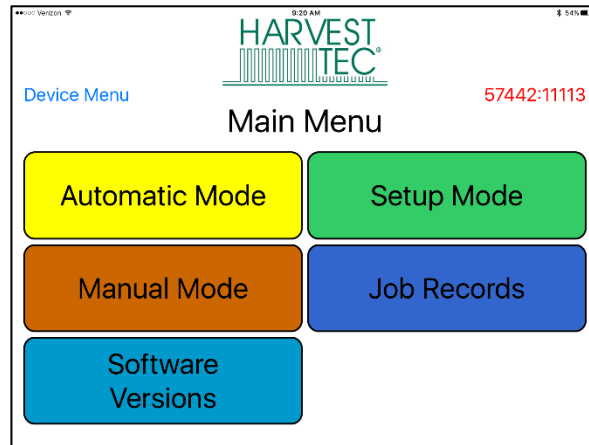 Verizon 9:20 AM 54%
HARVEST
TEC®
Device Menu 57442:11113
Main Menu
Automatic Mode Setup Mode
Manual Mode Job Records
Software
Versions